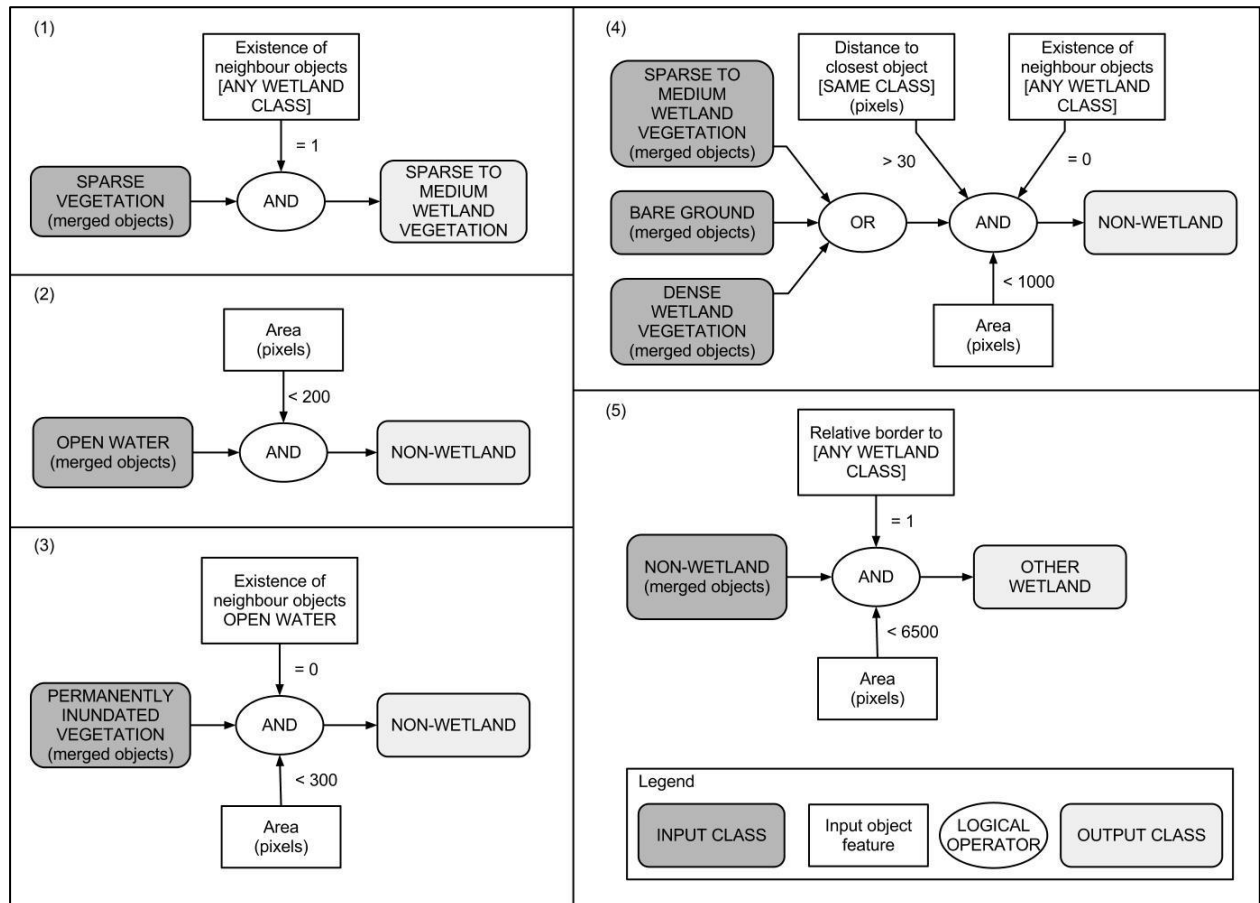 (1)
Existence of
neighbour objects
[ANY WETLAND
CLASS]
= 1
SPARSE
VEGETATION
(merged objects)
AND
SPARSE TO
MEDIUM
WETLAND
VEGETATION
(2)
Area
(pixels)
< 200
OPEN WATER
(merged objects)
AND
NON-WETLAND
(3)
Existence of
neighbour objects
OPEN WATER
= 0
PERMANENTLY
INUNDATED
VEGETATION
(merged objects)
AND
NON-WETLAND
< 300
Area
(pixels)
(4)
SPARSE TO
MEDIUM
WETLAND
VEGETATION
(merged objects)
Distance to
closest object
[SAME CLASS]
(pixels)
Existence of
neighbour objects
[ANY WETLAND
CLASS]
> 30
= 0
BARE GROUND
(merged objects)
OR
AND
NON-WETLAND
DENSE
WETLAND
VEGETATION
(merged objects)
< 1000
Area
(pixels)
(5)
Relative border to
[ANY WETLAND
CLASS]
= 1
NON-WETLAND
(merged objects)
AND
OTHER
WETLAND
< 6500
Area
(pixels)
Legend
INPUT CLASS
Input object
feature
LOGICAL
OPERATOR
OUTPUT CLASS